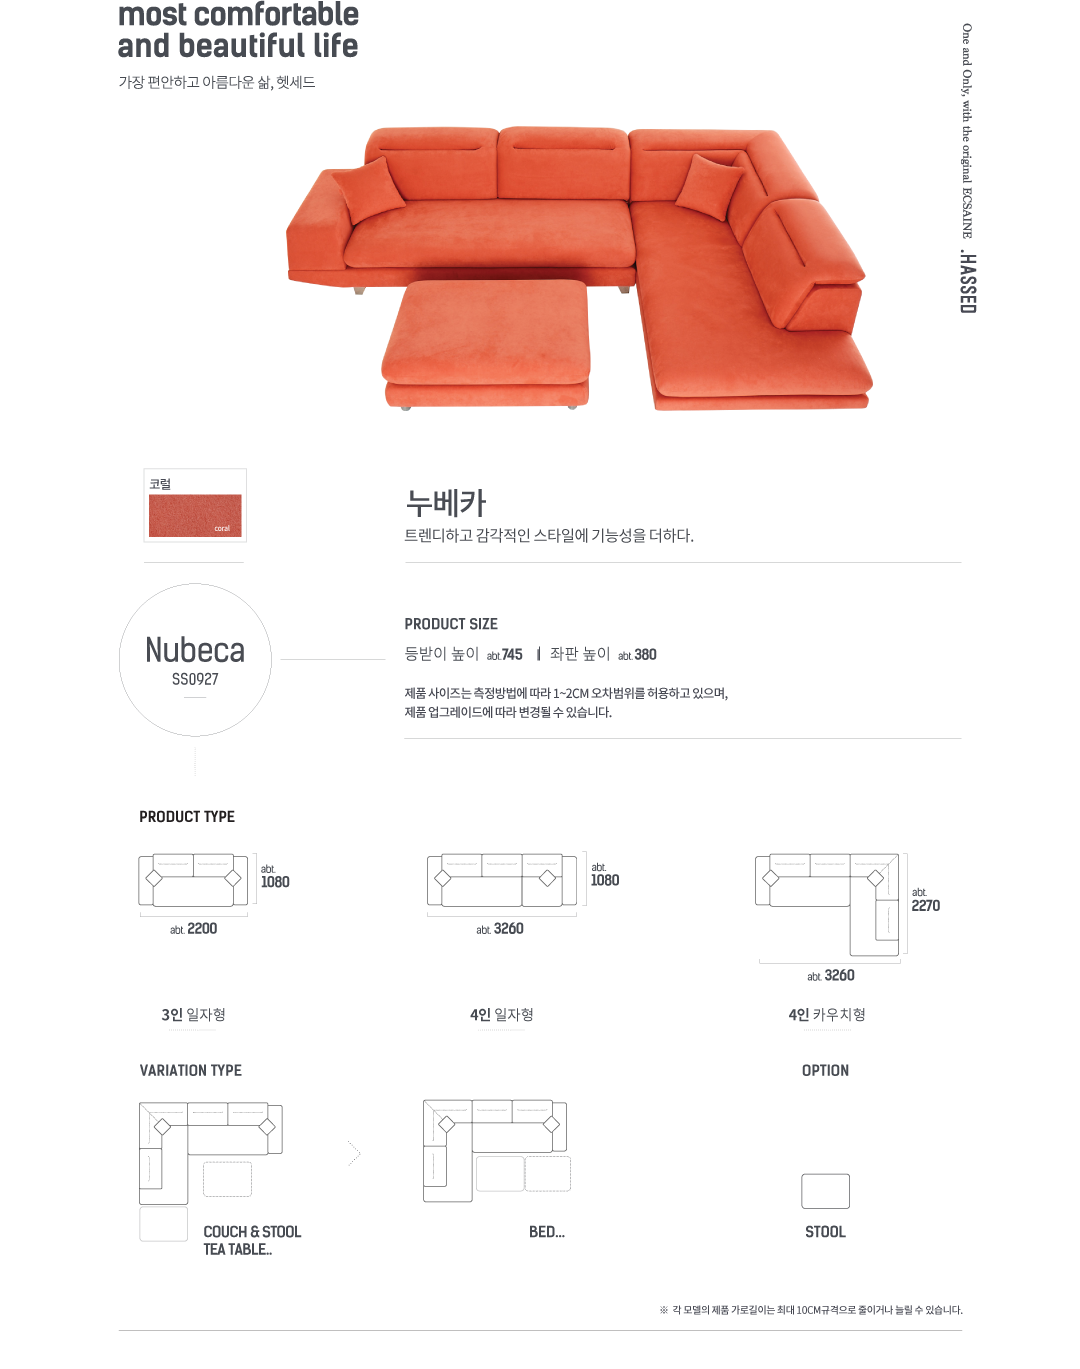 most comfortable
and beautiful life
가장 편안하고 아름다운 삶, 헷세드
One and Only, with the original ECSAINE .HASSED
코럴
coral
누베카
트렌디하고 감각적인 스타일에 기능성을 더하다.
Nubeca
SS0927
PRODUCT SIZE
등받이 높이 abt.745 | 좌판 높이 abt.380
제품 사이즈는 측정방법에 따라 1~2CM 오차범위를 허용하고 있으며,
제품 업그레이드에 따라 변경될 수 있습니다.
PRODUCT TYPE
abt.
1080
abt. 2200
3인 일자형
abt.
1080
abt. 3260
4인 일자형
abt.
2270
abt. 3260
4인 카우치형
VARIATION TYPE
OPTION
COUCH & STOOL
TEA TABLE..
BED...
STOOL
※ 각 모델의 제품 가로길이는 최대 10CM규격으로 줄이거나 늘릴 수 있습니다.